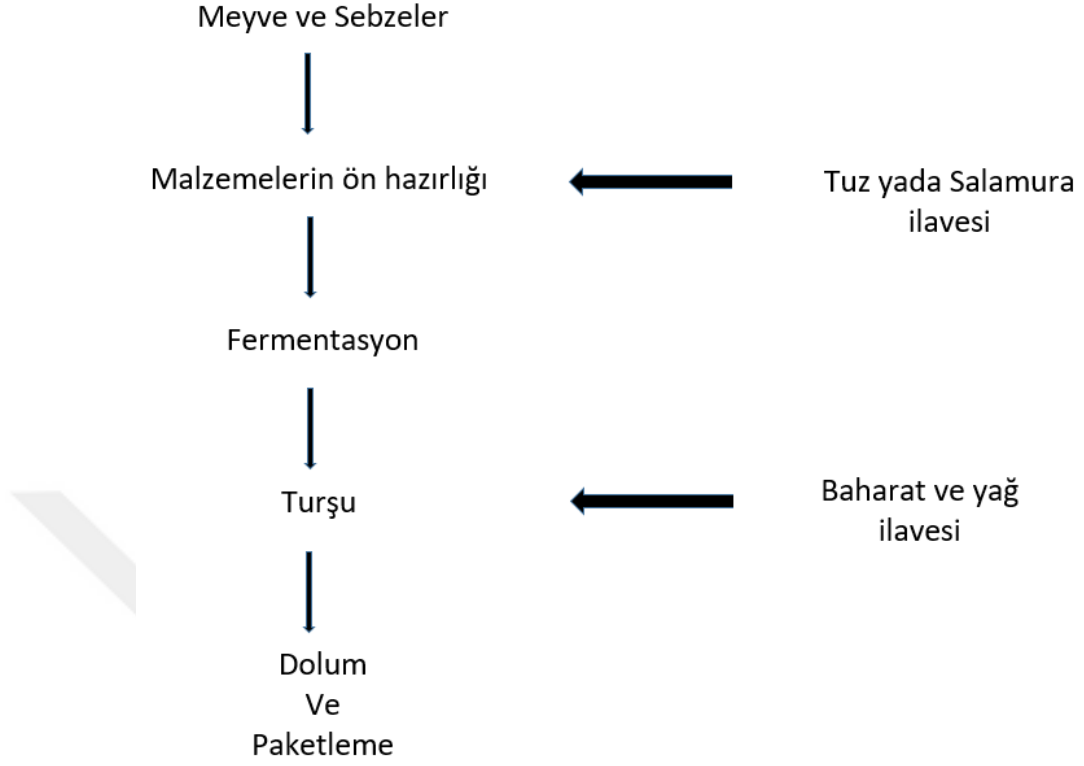 Meyve ve Sebzeler
Malzemelerin ön hazırlığı
Tuz yada Salamura
ilavesi
Fermentasyon
Turşu
Baharat ve yağ
ilavesi
Dolum
Ve
Paketleme